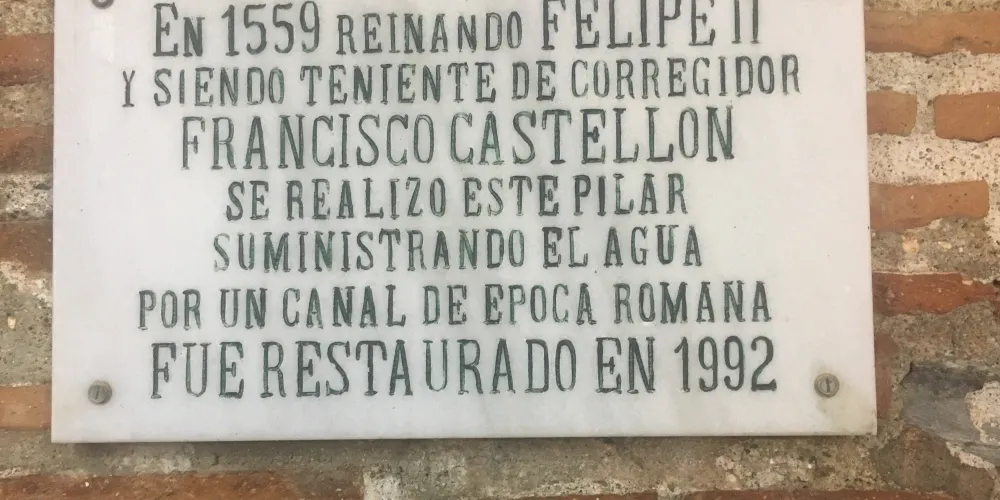 En 1559 REINANDO FELIPE II
Y SIENDO TENIENTE DE CORREGIDOR
FRANCISCO CASTELLON
SE REALIZO ESTE PILAR
SUMINISTRANDO EL AGUA
POR UN CANAL DE EPOCA ROMANA
FUE RESTAURADO EN 1992